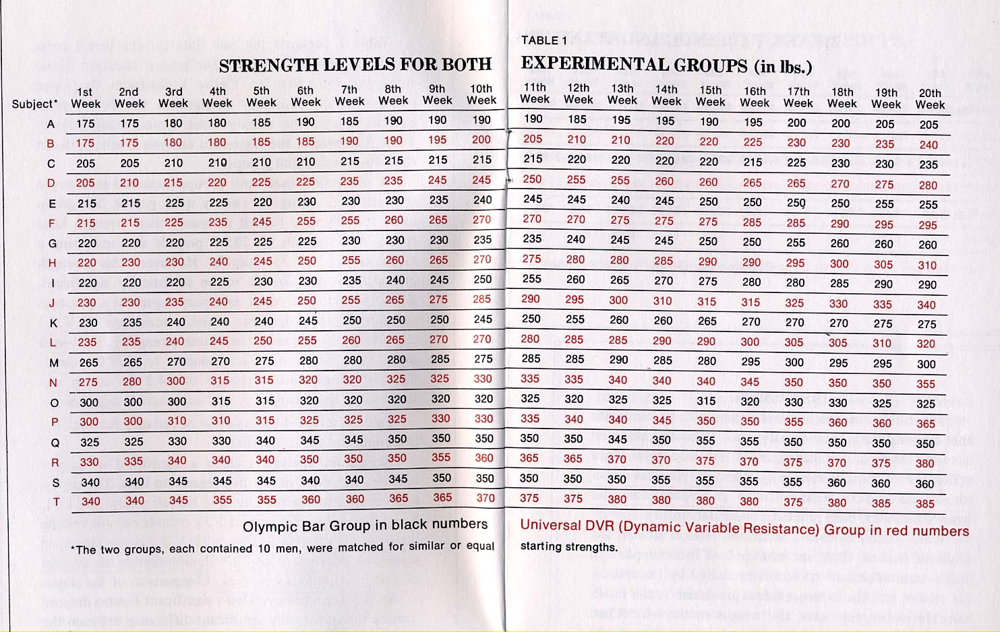 TABLE 1
STRENGTH LEVELS FOR BOTH EXPERIMENTAL GROUPS (in lbs.)
1st 2nd 3rd 4th 5th 6th 7th 8th 9th 10th 11th 12th 13th 14th 15th 16th 17th 18th 19th 20th
Subject* Week Week Week Week Week Week Week Week Week Week Week Week Week Week Week Week Week Week Week Week
A 175 175 180 180 185 190 185 190 190 190 190 185 195 195 195 195 200 200 205 205
B 175 175 180 180 185 185 190 190 195 200 205 210 210 220 220 225 230 230 235 240
C 205 205 210 210 210 210 215 215 215 215 215 220 220 220 220 215 225 230 230 235
D 205 210 215 220 225 225 235 235 245 245 250 255 255 260 260 265 265 270 275 280
E 215 215 225 225 220 230 230 230 235 240 245 245 240 245 250 250 250 250 255 255
F 215 215 225 235 245 255 255 260 265 270 270 270 275 275 275 285 285 290 295 295
G 220 220 220 220 225 225 230 230 230 235 235 240 245 245 250 250 255 260 260 260
H 220 230 230 240 245 250 255 260 265 270 275 280 280 285 290 290 295 300 305 310
I 220 220 220 225 230 230 235 240 245 250 255 260 265 270 275 280 280 285 290 290
J 230 230 235 240 245 250 255 265 275 285 290 295 300 310 315 315 325 330 335 340
K 230 235 240 240 240 245 250 250 250 245 250 255 260 260 265 270 270 270 275 275
L 235 235 240 245 250 255 260 265 270 270 280 285 285 290 290 300 305 305 310 320
M 265 265 270 270 275 280 280 280 285 275 285 285 290 285 280 295 300 295 295 300
N 275 280 300 315 315 320 320 325 325 330 335 335 340 340 340 345 350 350 350 355
O 300 300 300 315 315 320 320 320 320 320 325 320 325 325 315 320 330 330 325 325
P 300 300 310 310 315 325 325 325 330 330 335 340 340 345 350 350 355 360 360 365
Q 325 325 330 330 340 345 345 350 350 350 350 350 345 350 355 355 350 350 350 350
R 330 335 340 340 340 350 350 350 355 360 365 365 370 370 375 370 375 370 375 380
S 340 340 345 345 345 340 340 345 350 350 350 350 355 355 355 355 355 360 360 360
T 340 340 345 355 355 360 360 365 365 370 375 375 380 380 380 380 375 380 385 385
Olympic Bar Group in black numbers Universal DVR (Dynamic Variable Resistance) Group in red numbers
*The two groups, each contained 10 men, were matched for similar or equal starting strengths.